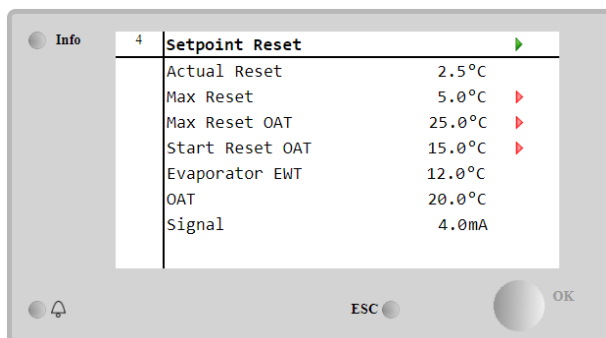 Info
4 Setpoint Reset
Actual Reset 2.5°C
Max Reset 5.0°C
Max Reset OAT 25.0°C
Start Reset OAT 15.0°C
Evaporator EWT 12.0°C
OAT 20.0°C
Signal 4.0mA
ESC
OK